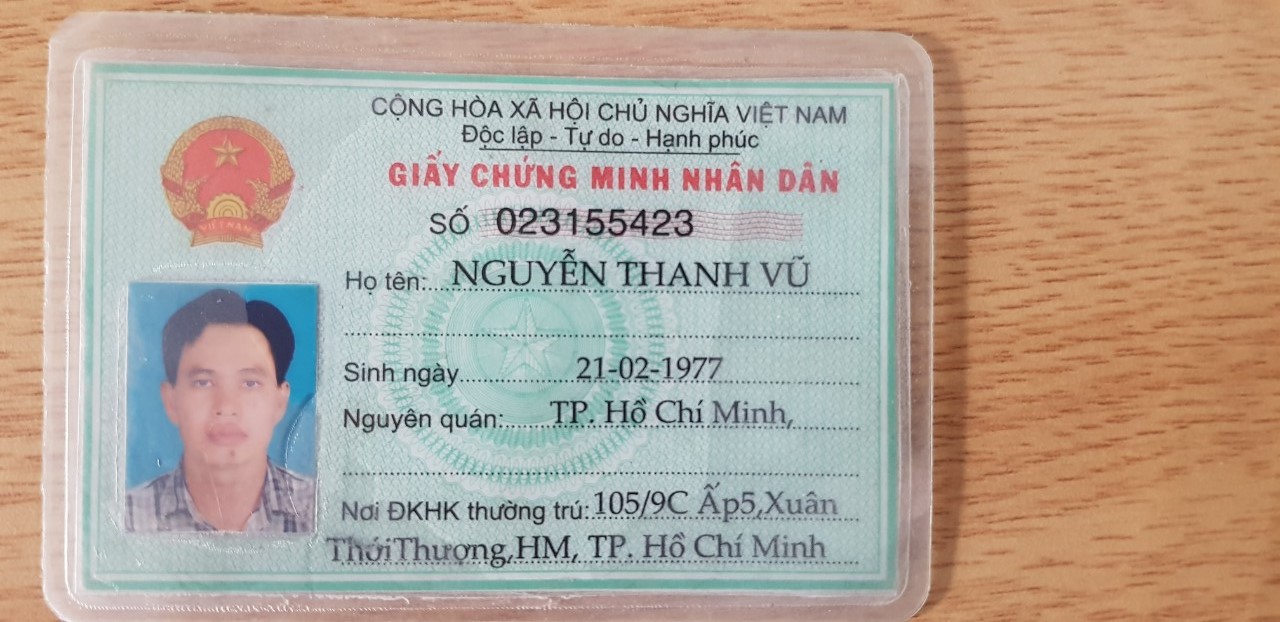 CỘNG HÒA XÃ HỘI CHỦ NGHĨA VIỆT NAM
Độc lập - Tự do - Hạnh phúc
GIẤY CHỨNG MINH NHÂN DÂN
SỐ 023155423
VIỆT NAM
Họ tên: NGUYỄN THANH VŨ
Sinh ngày 21-02-1977
Nguyên quán: TP. Hồ Chí Minh,
Nơi ĐKHK thường trú: 105/9C Ấp5,Xuân
ThớiThượng,HM, TP. Hồ Chí Minh